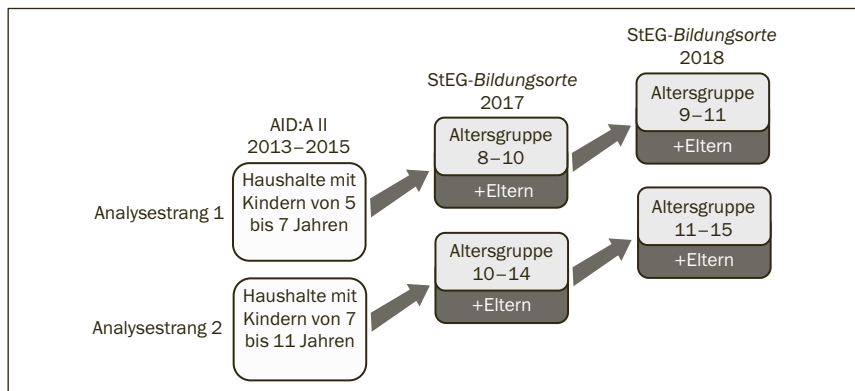 AID:A II
2013–2015
StEG-Bildungsorte
2017
StEG-Bildungsorte
2018
Analysestrang 1
Haushalte mit
Kindern von 5
bis 7 Jahren
Altersgruppe
8–10
+Eltern
Altersgruppe
9–11
+Eltern
Analysestrang 2
Haushalte mit
Kindern von 7
bis 11 Jahren
Altersgruppe
10–14
+Eltern
Altersgruppe
11–15
+Eltern